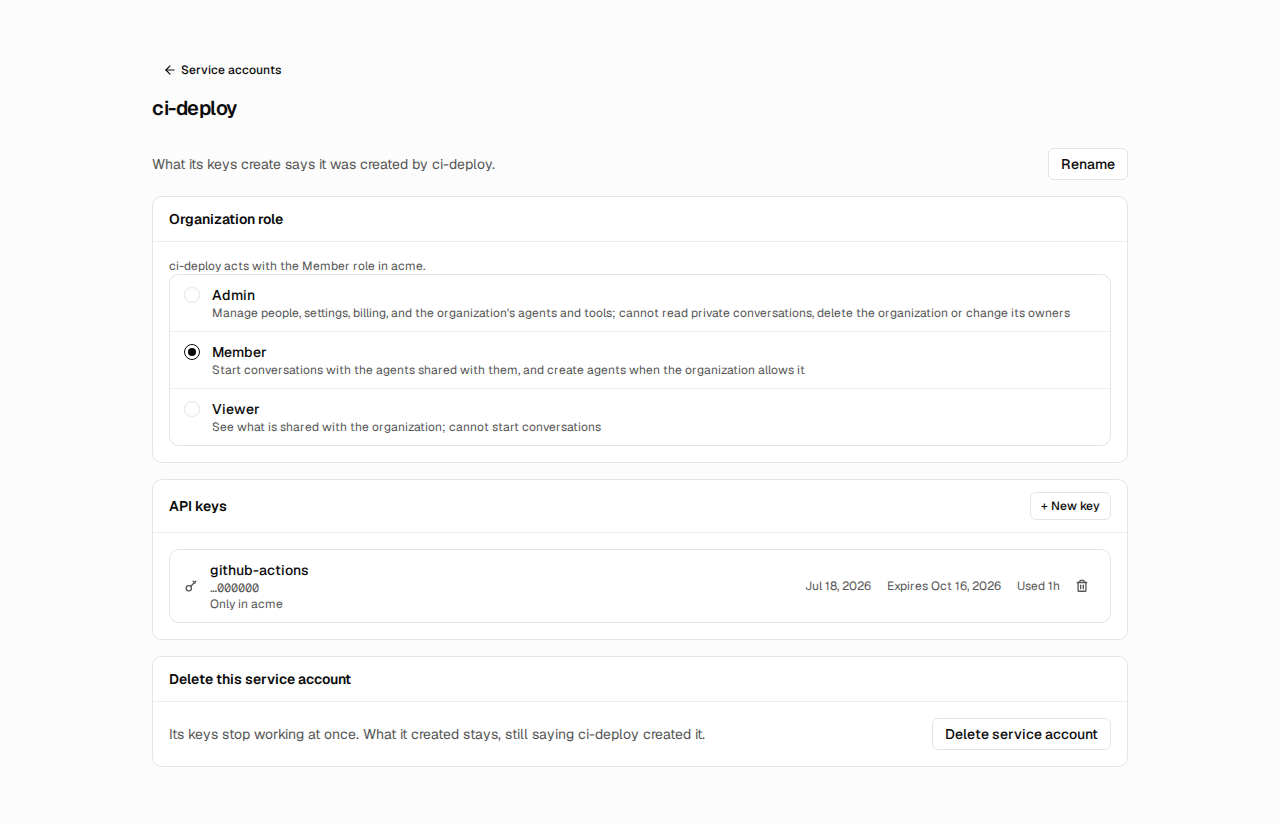 Service accounts
ci-deploy
What its keys create says it was created by ci-deploy.
Rename
Organization role
ci-deploy acts with the Member role in acme.
Admin
Manage people, settings, billing, and the organization's agents and tools; cannot read private conversations, delete the organization or change its owners
Member
Start conversations with the agents shared with them, and create agents when the organization allows it
Viewer
See what is shared with the organization; cannot start conversations
API keys
+ New key
github-actions
…000000
Only in acme
Jul 18, 2026 Expires Oct 16, 2026 Used 1h
Delete this service account
Its keys stop working at once. What it created stays, still saying ci-deploy created it.
Delete service account